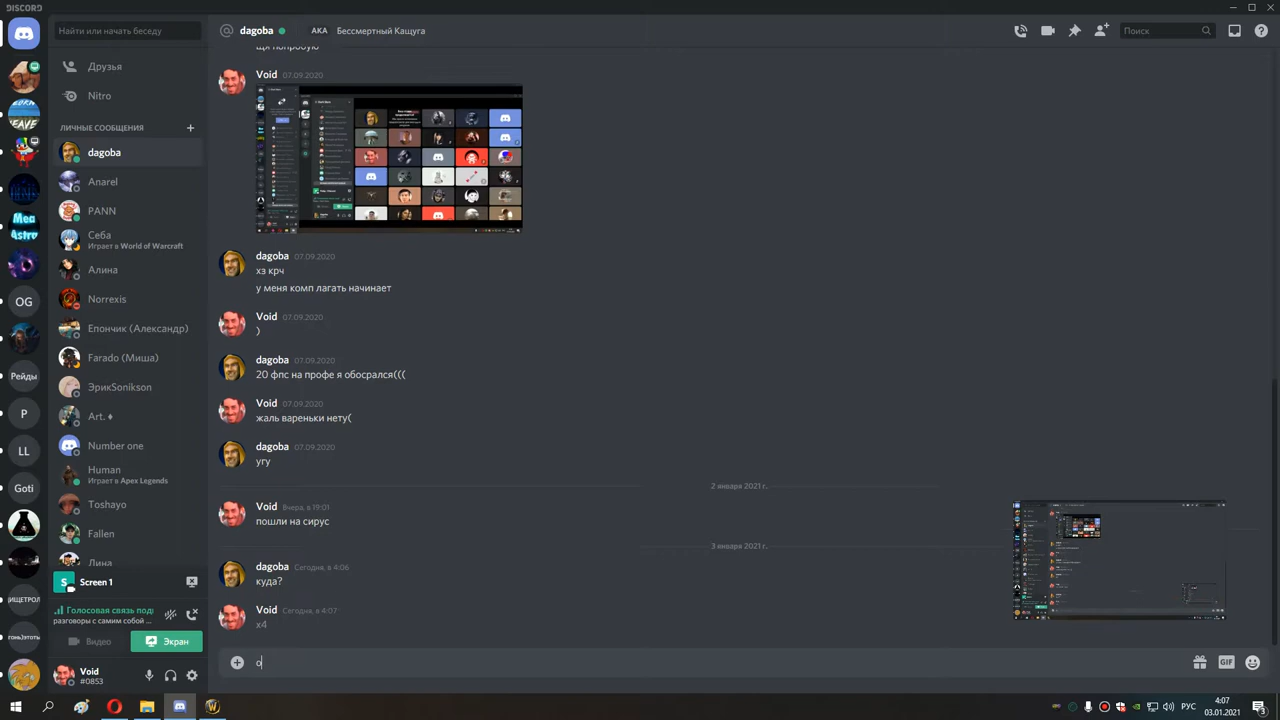 DISCORD
Найти или начать беседу
dagoba
АКА Бессмертный Кащуга
Поиск
Друзья
Nitro
ЛИЧНЫЕ СООБЩЕНИЯ
dagoba
Anarel
PANN
Себа
Играет в World of Warcraft
Алина
Norrexis
Епончик (Александр)
Farado (Миша)
ЭрикSonikson
Art. ♦
Number one
Human
Играет в Apex Legends
Toshayo
Fallen
Лина
OG
Рейды
P
LL
Goti
Screen 1
Голосовая связь под
разговоры с самим собой ...
Видео
Экран
Void
#0853
щя попробую
Void 07.09.2020
dagoba 07.09.2020
хз крч
у меня комп лагать начинает
Void 07.09.2020
)
dagoba 07.09.2020
20 фпс на профе я обосрался(((
Void 07.09.2020
жаль вареньки нету(
dagoba 07.09.2020
угу
2 января 2021 г.
Void Вчера, в 19:01
пошли на сирус
3 января 2021 г.
dagoba Сегодня, в 4:06
куда?
Void Сегодня, в 4:07
х4
о
GIF
РУС
4:07
03.01.2021